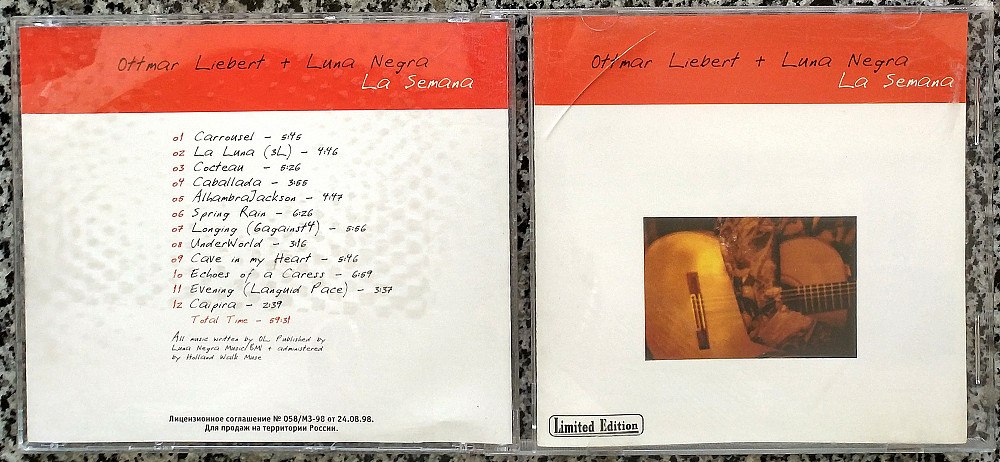 Ottmar Liebert + Luna Negra
La Semana
01 Carrousel - 5:45
02 La Luna (3L) - 4:46
03 Cocteau - 5:26
04 Caballada - 3:55
05 AlhambraJackson - 4:47
06 Spring Rain - 6:26
07 Longing (6against4) - 5:56
08 UnderWorld - 3:16
09 Cave in my Heart - 5:46
10 Echoes of a Caress - 6:59
11 Evening (Languid Pace) - 3:37
12 Caipira - 2:39
Total Time - 59:31
All music written by OL. Published by
Luna Negra Music/BMI + administered
by Holland Walk Muse
Лицензионное соглашение № 058/МЗ-98 от 24.08.98.
Для продаж на территории России.
Ottmar Liebert + Luna Negra
La Semana
Limited Edition